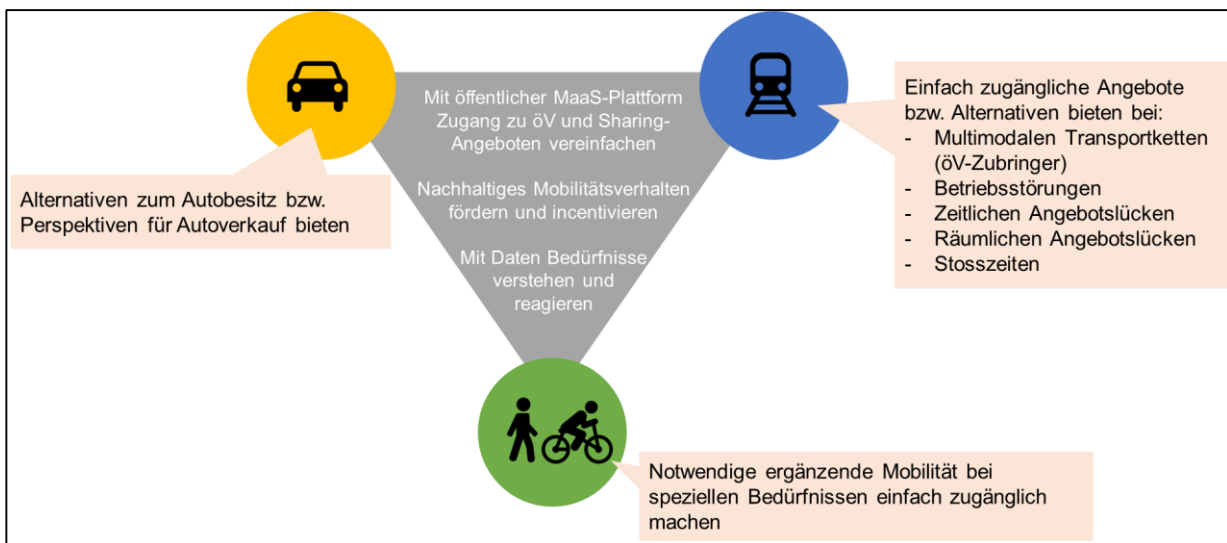 Mit öffentlicher MaaS-Plattform
Zugang zu öV und Sharing-
Angeboten vereinfachen
Nachhaltiges Mobilitätsverhalten
fördern und incentivieren
Mit Daten Bedürfnisse
verstehen und
reagieren
Alternativen zum Autobesitz bzw.
Perspektiven für Autoverkauf bieten
Einfach zugängliche Angebote
bzw. Alternativen bieten bei:
- Multimodalen Transportketten
(öV-Zubringer)
- Betriebsstörungen
- Zeitlichen Angebotslücken
- Räumlichen Angebotslücken
- Stosszeiten
Notwendige ergänzende Mobilität bei
speziellen Bedürfnissen einfach zugänglich
machen